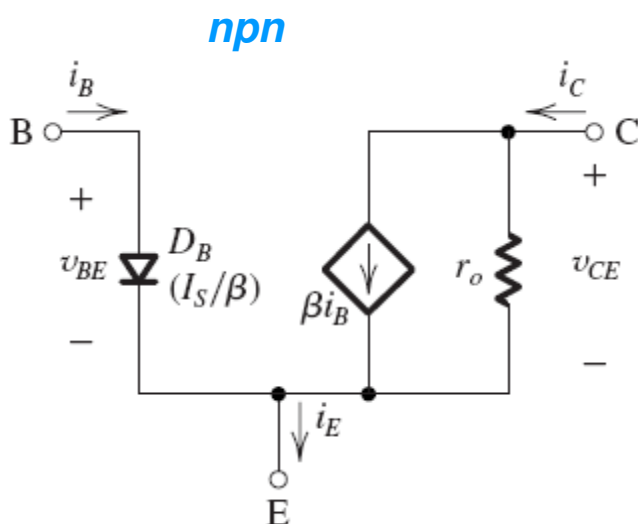 npn
i_B
i_C
B
C
+
+
v_BE
D_B
(I_S/β)
βi_B
r_o
v_CE
−
−
i_E
E